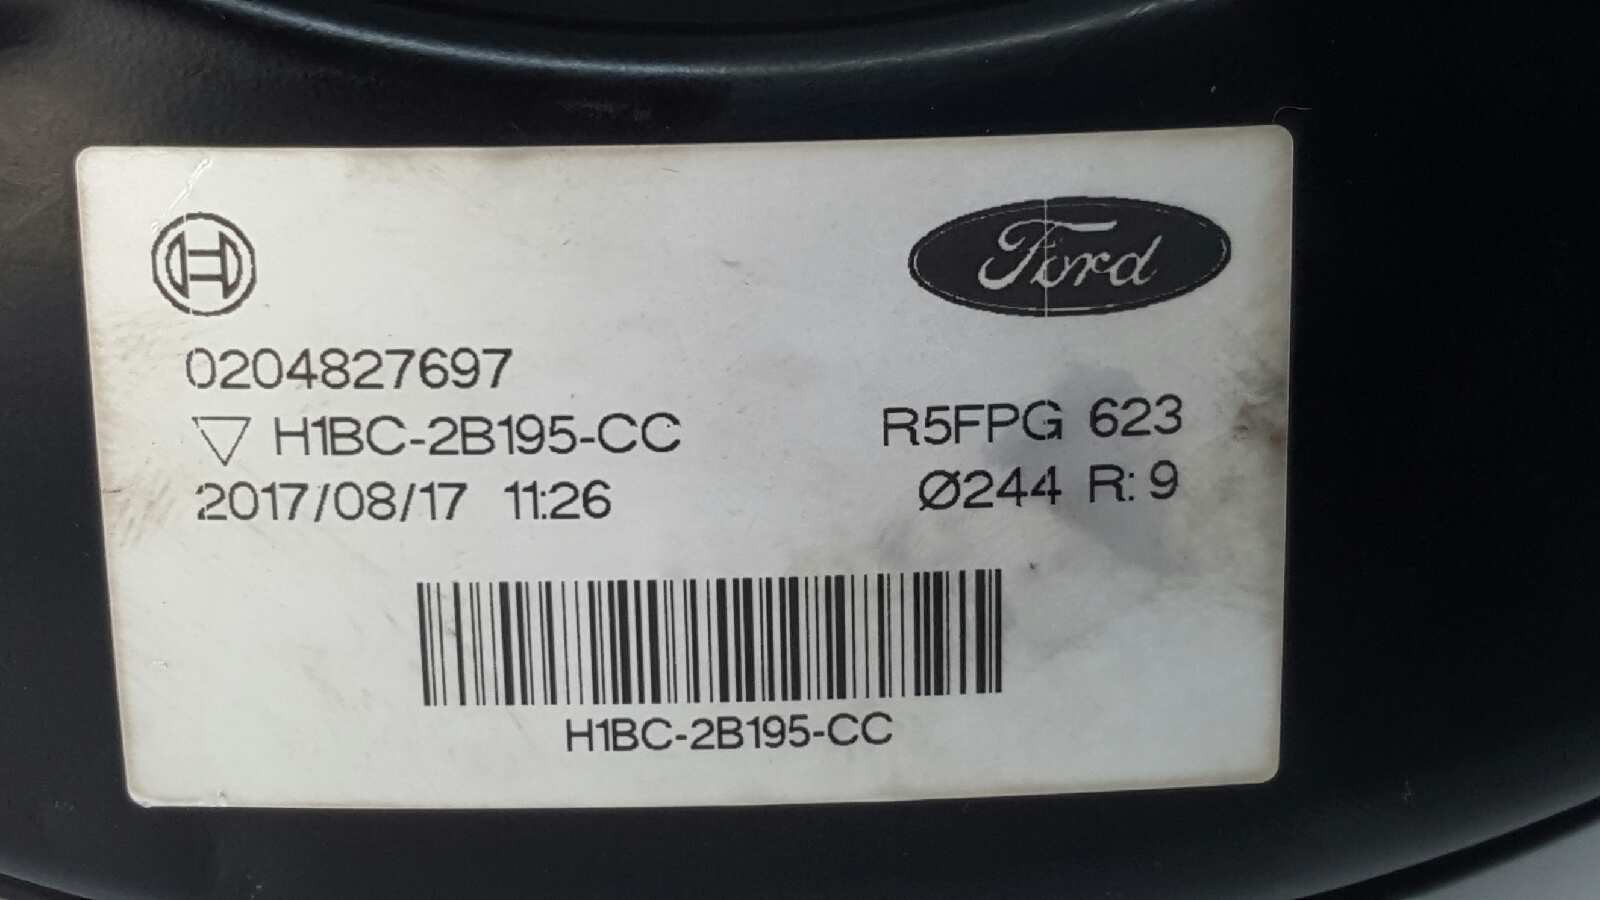 Ford
0204827697
H1BC-2B195-CC R5FPG 623
2017/08/17 11:26 Ø244 R: 9
H1BC-2B195-CC